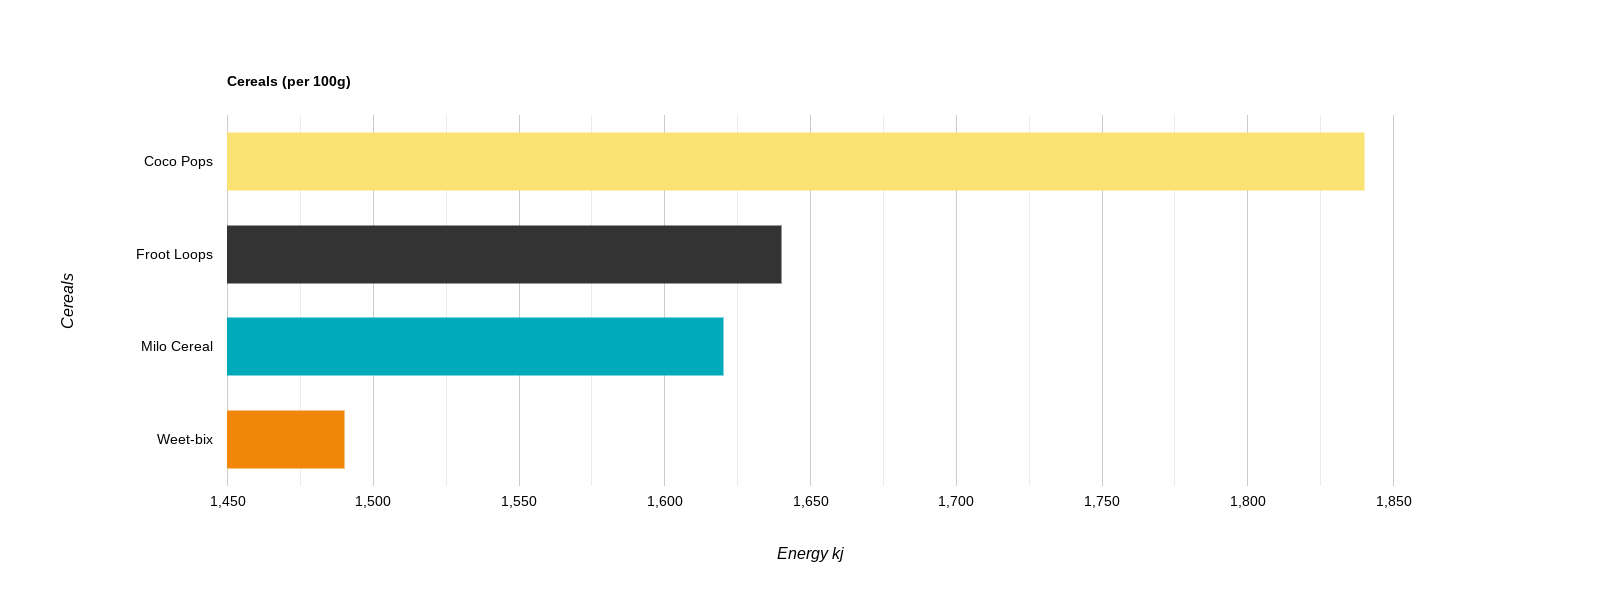 Cereals (per 100g)
Cereals
Coco Pops
Froot Loops
Milo Cereal
Weet-bix
1,450 1,500 1,550 1,600 1,650 1,700 1,750 1,800 1,850
Energy kj